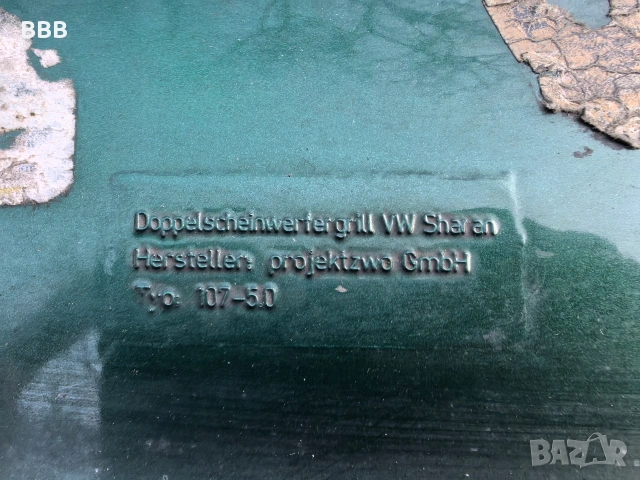 BBB
Doppelscheinwerfergrill VW Sharan
Hersteller: projektzwo GmbH
Typ: 107-5.0
BAZAR